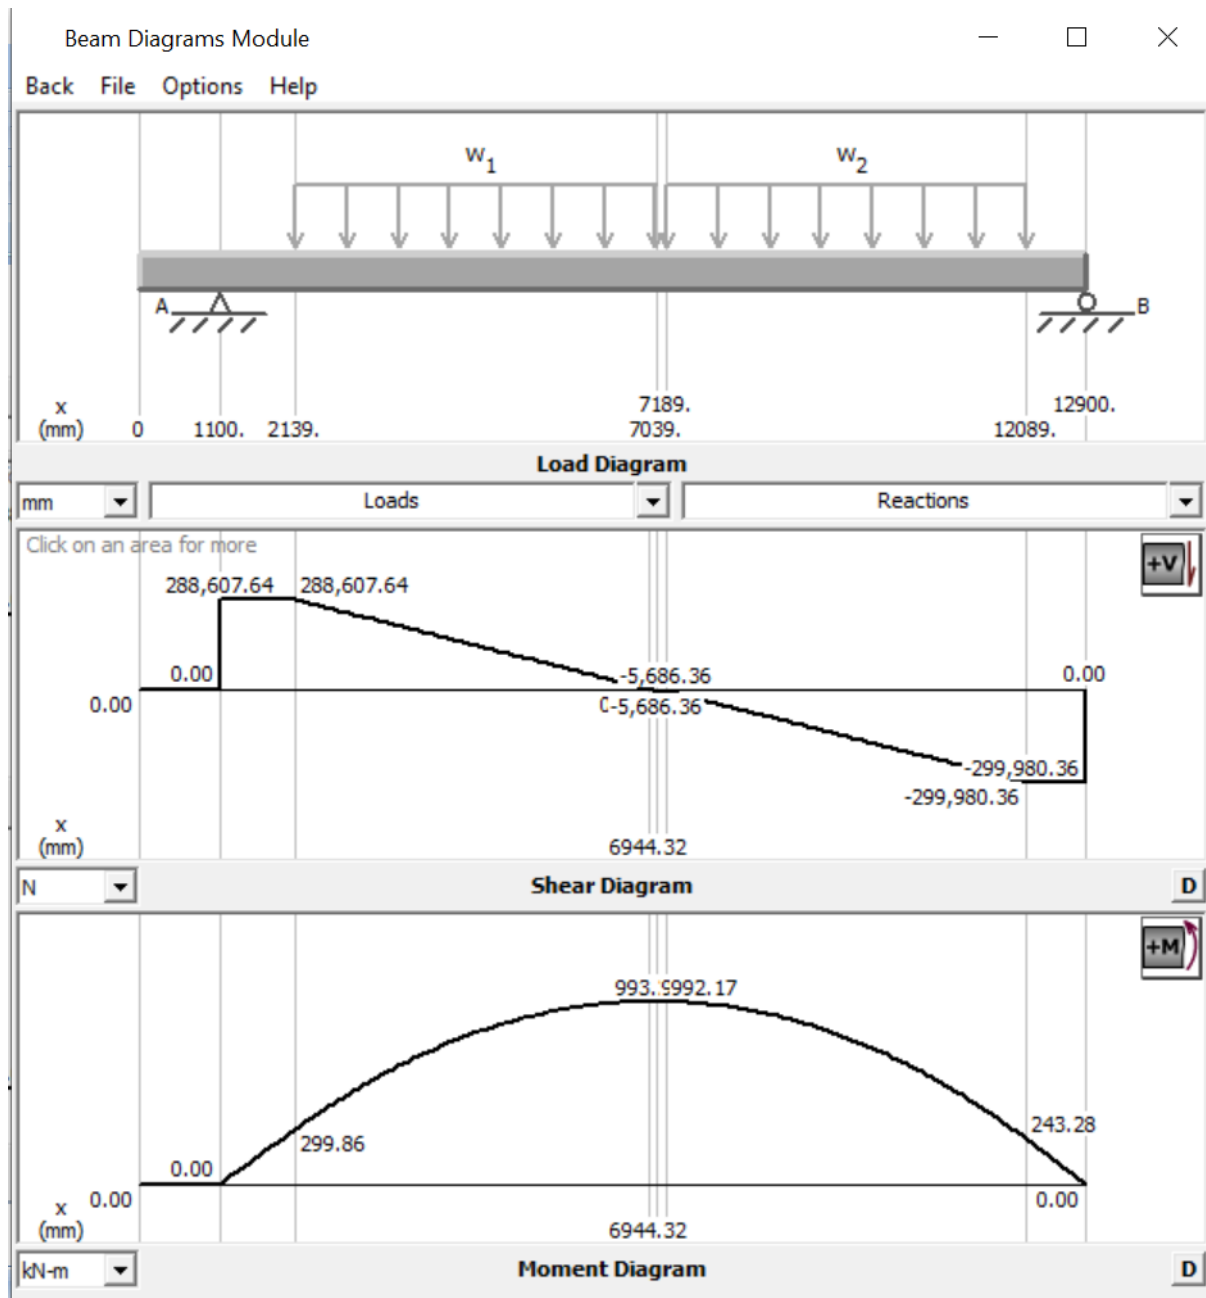 Beam Diagrams Module
Back File Options Help
w1 w2
A B
7189. 12900.
x
(mm) 0 1100. 2139. 7039. 12089.
Load Diagram
mm Loads Reactions
Click on an area for more
+V
288,607.64 288,607.64
0.00 -5,686.36 0.00
0.00 -5,686.36
-299,980.36
-299,980.36
x
(mm) 6944.32
N Shear Diagram D
+M
993. 992.17
299.86 243.28
0.00
0.00 0.00
x
(mm) 6944.32
kN-m Moment Diagram D